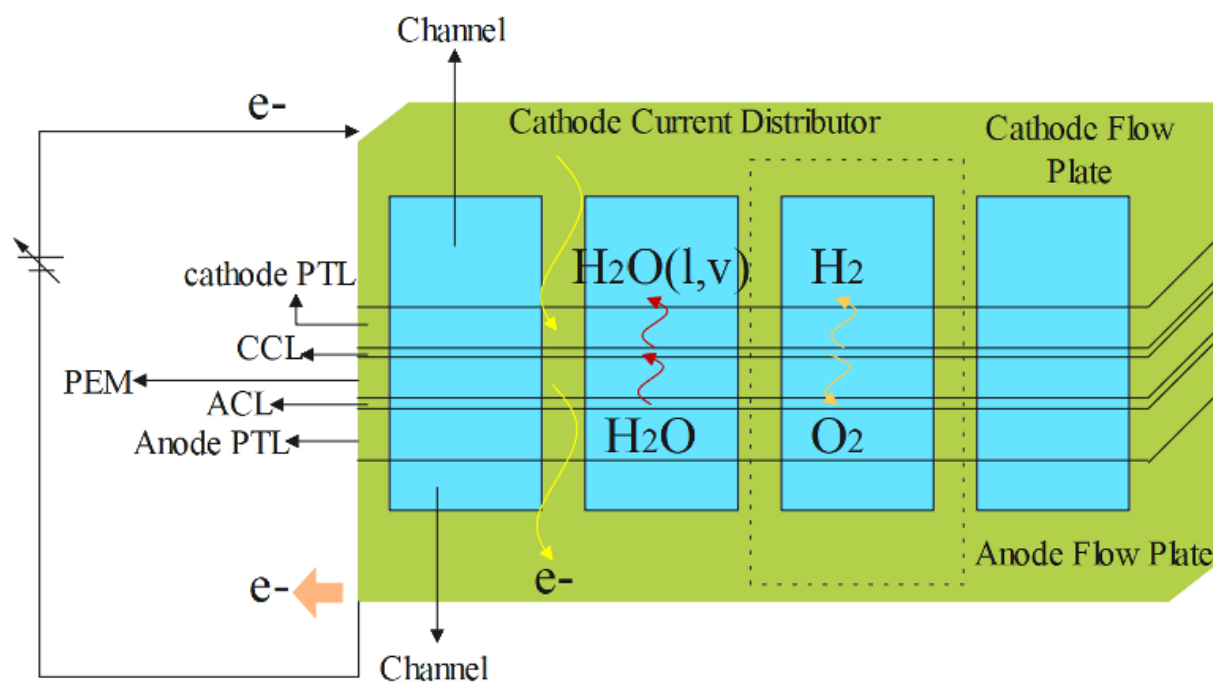 Channel
e-
Cathode Current Distributor
Cathode Flow
Plate
H2O(l,v)
H2
cathode PTL
CCL
PEM
ACL
Anode PTL
H2O
O2
Anode Flow Plate
e-
e-
Channel